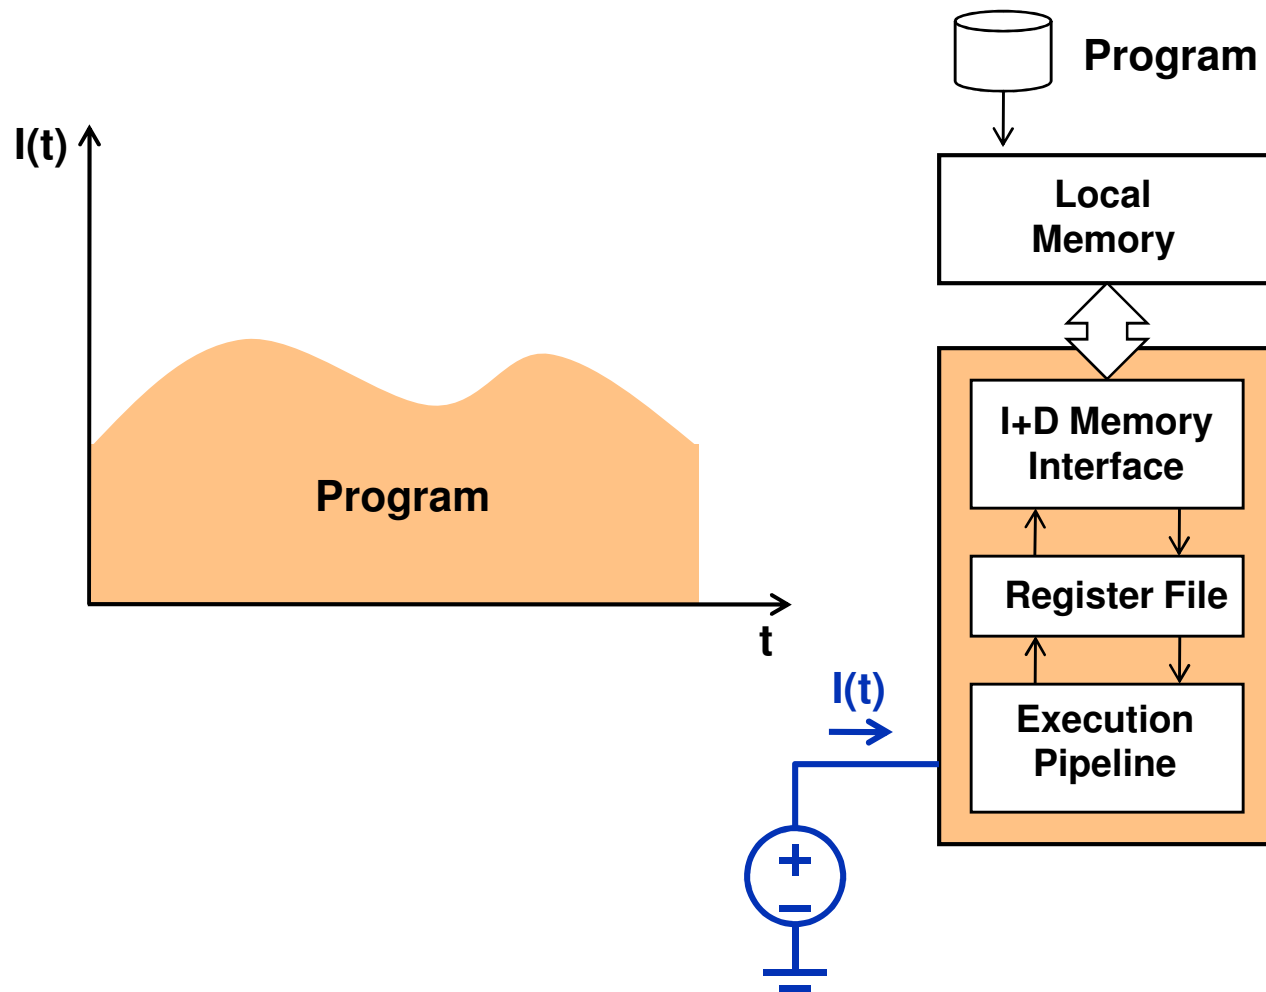 Program
I(t)
Local
Memory
I+D Memory
Interface
Program
Register File
t
I(t)
Execution
Pipeline